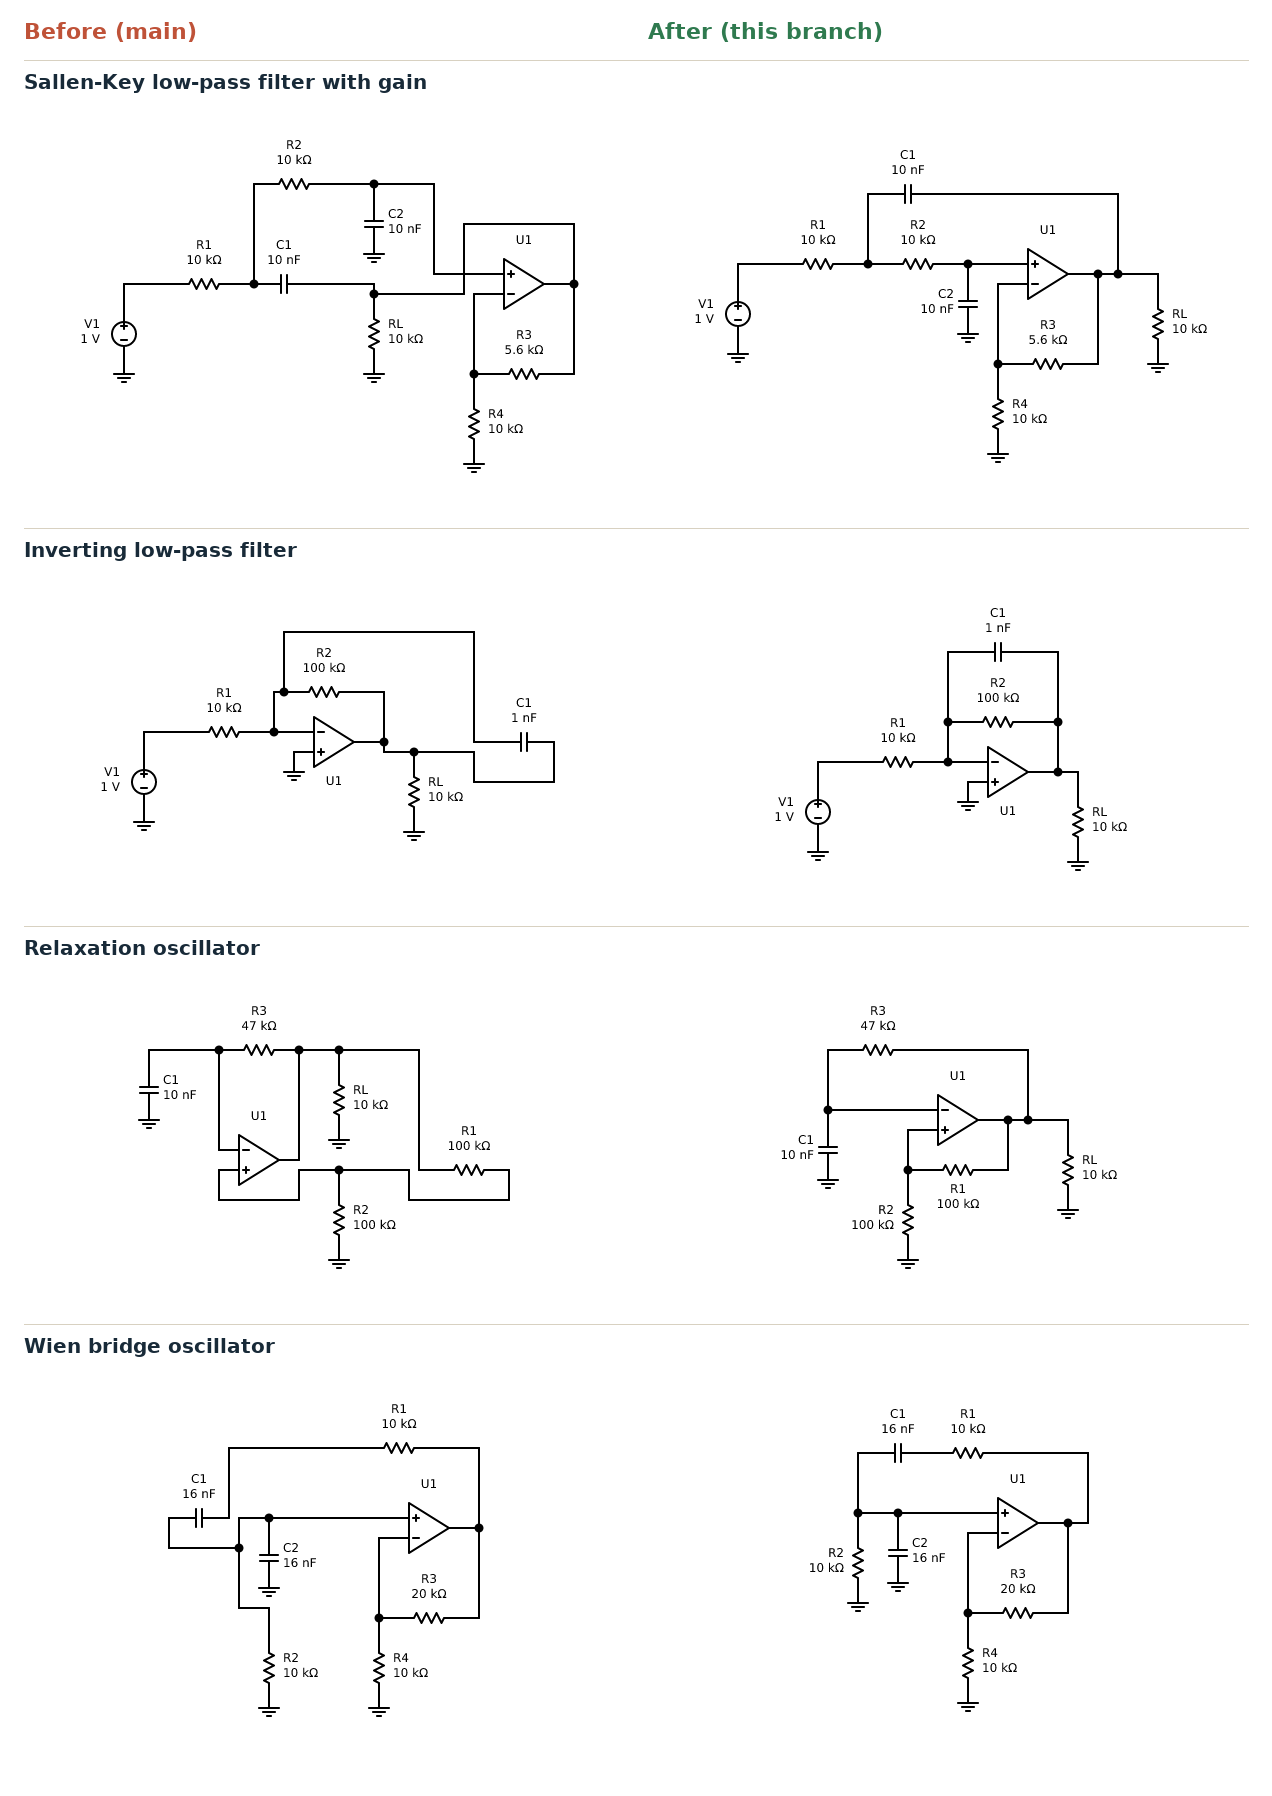 Before (main)
After (this branch)
Sallen-Key low-pass filter with gain
R2
10 kΩ
C2
10 nF
R1
10 kΩ
C1
10 nF
U1
V1
1 V
RL
10 kΩ
R3
5.6 kΩ
R4
10 kΩ
C1
10 nF
R1
10 kΩ
R2
10 kΩ
U1
V1
1 V
C2
10 nF
R3
5.6 kΩ
RL
10 kΩ
R4
10 kΩ
Inverting low-pass filter
R2
100 kΩ
R1
10 kΩ
C1
1 nF
V1
1 V
U1
RL
10 kΩ
C1
1 nF
R2
100 kΩ
R1
10 kΩ
V1
1 V
U1
RL
10 kΩ
Relaxation oscillator
R3
47 kΩ
C1
10 nF
RL
10 kΩ
U1
R1
100 kΩ
R2
100 kΩ
R3
47 kΩ
U1
C1
10 nF
RL
10 kΩ
R1
100 kΩ
R2
100 kΩ
Wien bridge oscillator
R1
10 kΩ
C1
16 nF
U1
C2
16 nF
R3
20 kΩ
R2
10 kΩ
R4
10 kΩ
C1
16 nF
R1
10 kΩ
U1
R2
10 kΩ
C2
16 nF
R3
20 kΩ
R4
10 kΩ